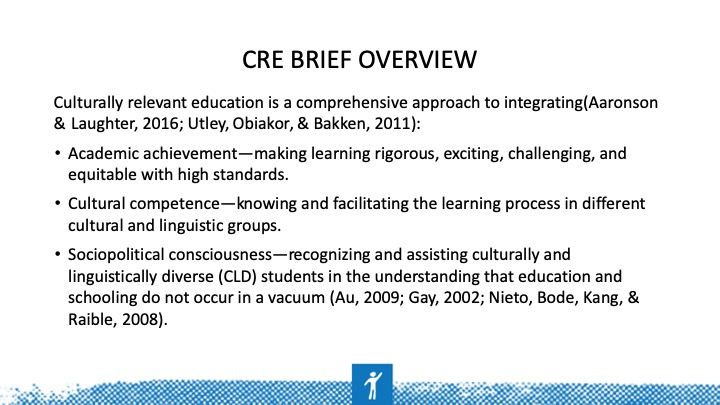 CRE BRIEF OVERVIEW
Culturally relevant education is a comprehensive approach to integrating(Aaronson
& Laughter, 2016; Utley, Obiakor, & Bakken, 2011):
• Academic achievement—making learning rigorous, exciting, challenging, and
equitable with high standards.
• Cultural competence—knowing and facilitating the learning process in different
cultural and linguistic groups.
• Sociopolitical consciousness—recognizing and assisting culturally and
linguistically diverse (CLD) students in the understanding that education and
schooling do not occur in a vacuum (Au, 2009; Gay, 2002; Nieto, Bode, Kang, &
Raible, 2008).